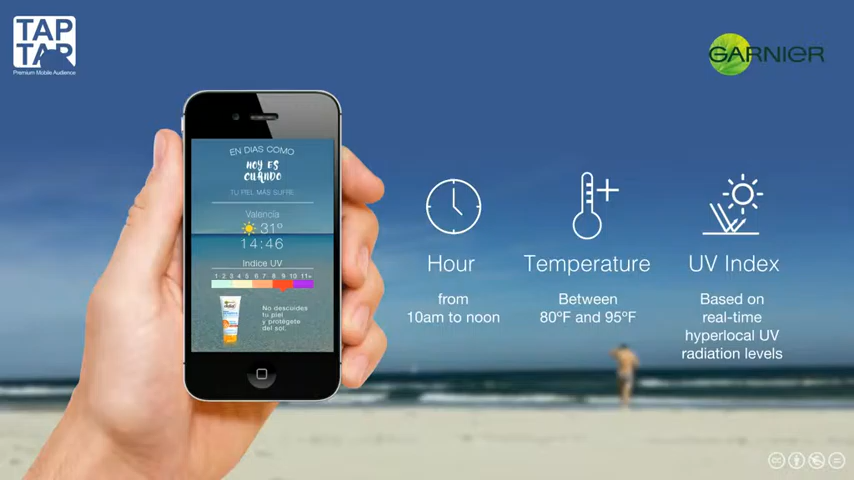 TAP
TAP
Premium Mobile Audience
GARNIER
EN DIAS COMO
HOY ES
CUANDO
TU PIEL MÁS SUFRE
Valencia
31º
14:46
Indice UV
1 2 3 4 5 6 7 8 9 10 11+
No descuides
tu piel
y protégete
del sol.
Hour
from
10am to noon
Temperature
Between
80ºF and 95ºF
UV Index
Based on
real-time
hyperlocal UV
radiation levels